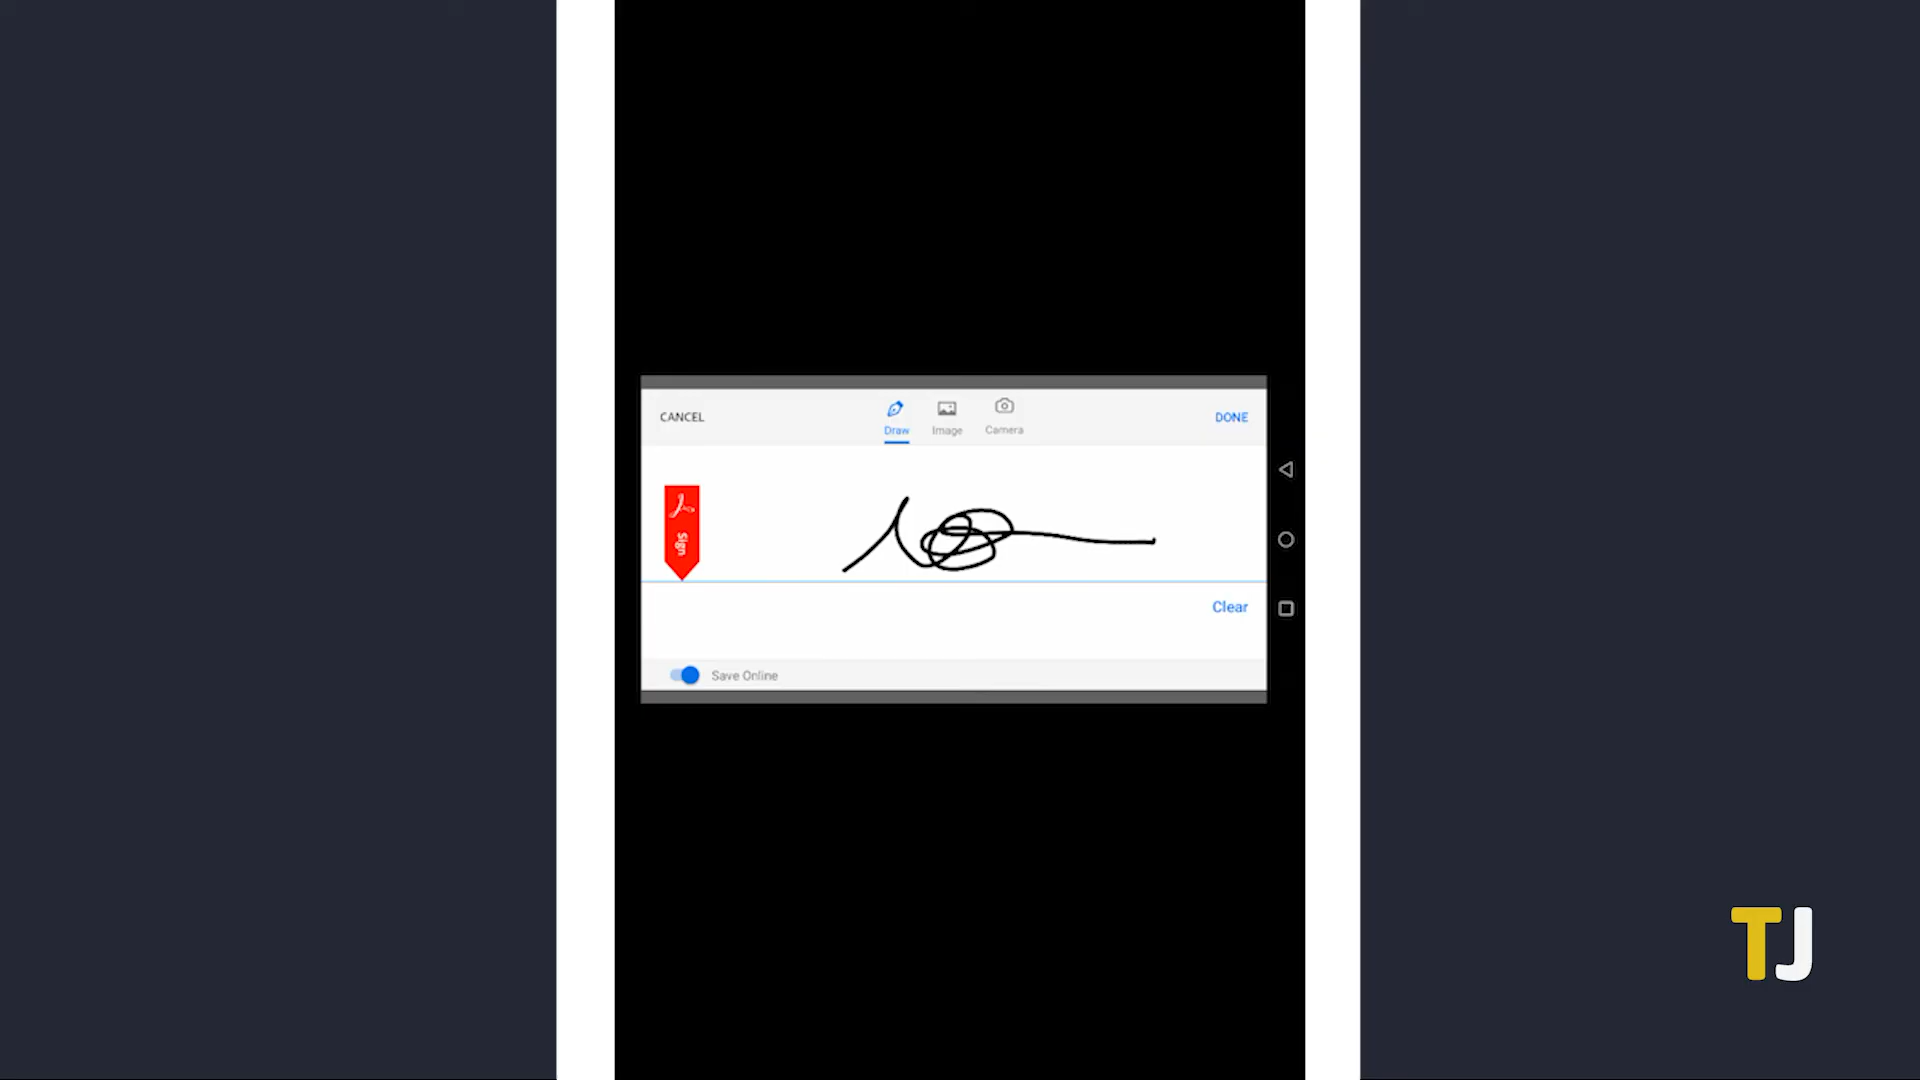 CANCEL
Draw
Image
Camera
DONE
Sign
Clear
Save Online
TJ